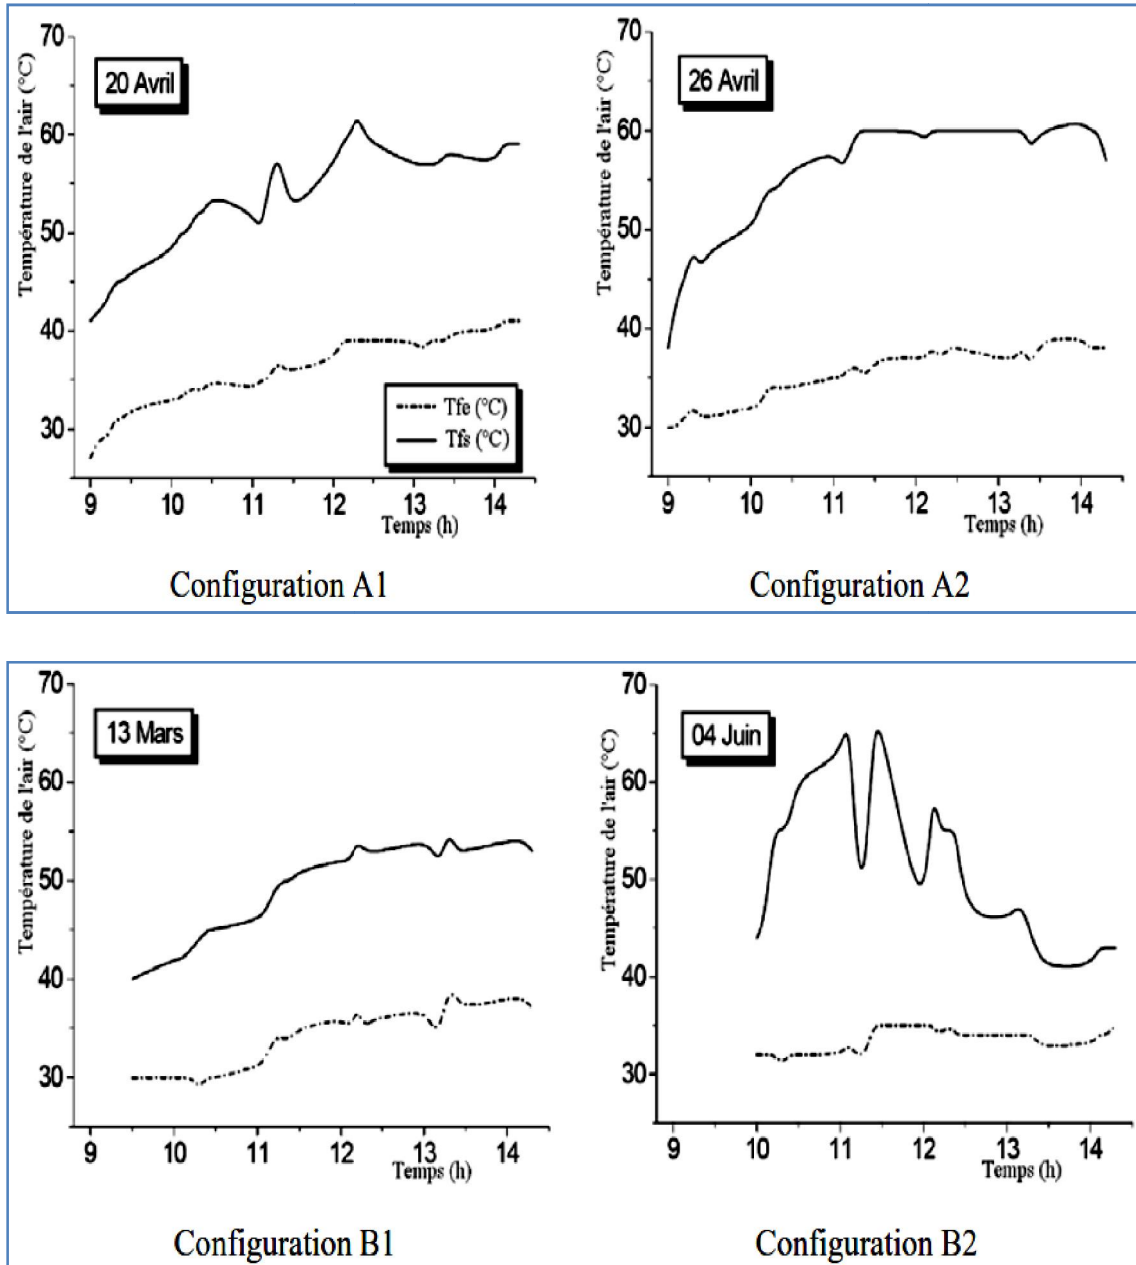 Température de l'air (°C)
70
60
50
40
30
20 Avril
Tfe (°C)
Tfs (°C)
9 10 11 12 13 14
Temps (h)
Configuration A1
Température de l'air (°C)
70
60
50
40
30
26 Avril
9 10 11 12 13 14
Temps (h)
Configuration A2
Température de l'air (°C)
70
60
50
40
30
13 Mars
9 10 11 12 13 14
Temps (h)
Configuration B1
Température de l'air (°C)
70
60
50
40
30
04 Juin
9 10 11 12 13 14
Temps (h)
Configuration B2